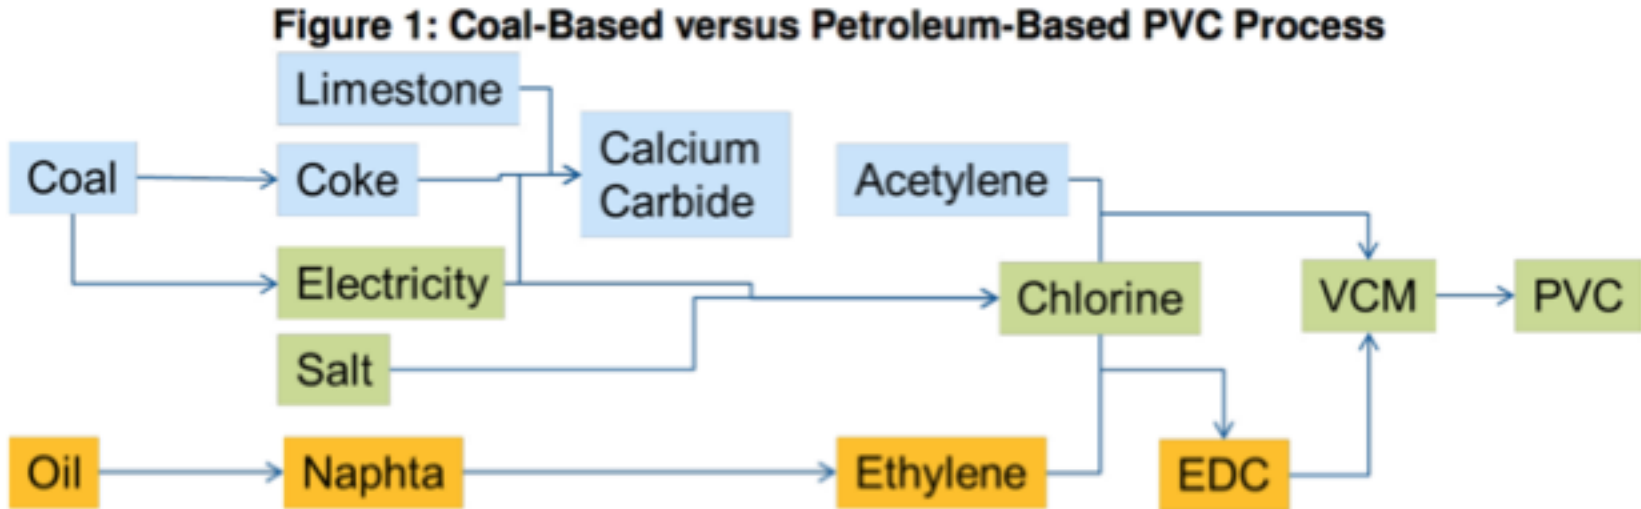 Figure 1: Coal-Based versus Petroleum-Based PVC Process
Limestone
Coal
Coke
Calcium
Carbide
Acetylene
Electricity
Chlorine
VCM
PVC
Salt
Oil
Naphta
Ethylene
EDC